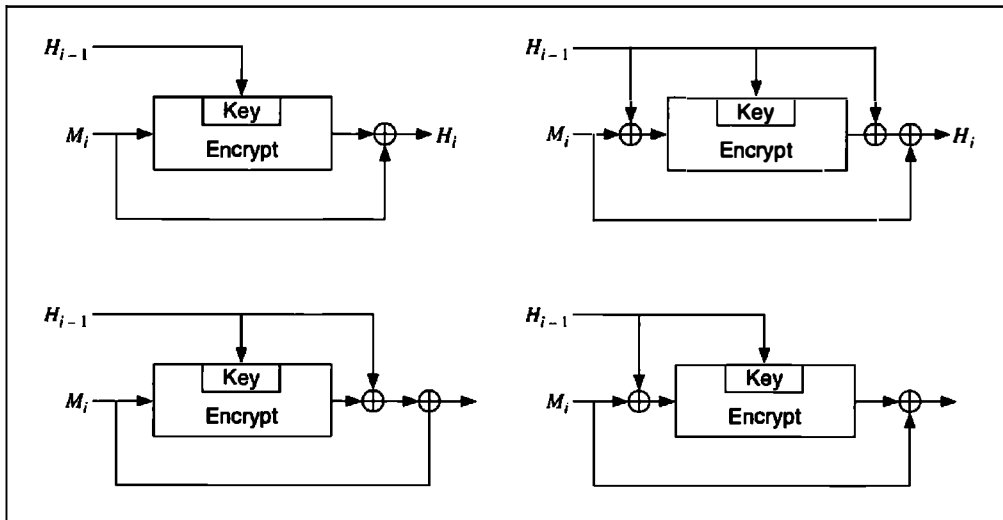 H_{i-1}
Key
M_i
Encrypt
H_i
H_{i-1}
Key
M_i
Encrypt
H_i
H_{i-1}
Key
M_i
Encrypt
H_{i-1}
Key
M_i
Encrypt